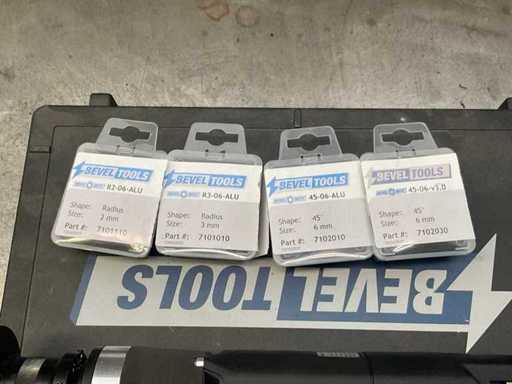 BEVEL TOOLS
R2-06-ALU
Shape: Radius
Size: 2 mm
Part #: 7101110
BEVEL TOOLS
R3-06-ALU
Shape: Radius
Size: 3 mm
Part #: 7101010
BEVEL TOOLS
45-06-ALU
Shape: 45°
Size: 6 mm
Part #: 7102010
BEVEL TOOLS
45-06-v1.0
Shape: 45°
Size: 6 mm
Part #: 7102030
BEVEL TOOLS